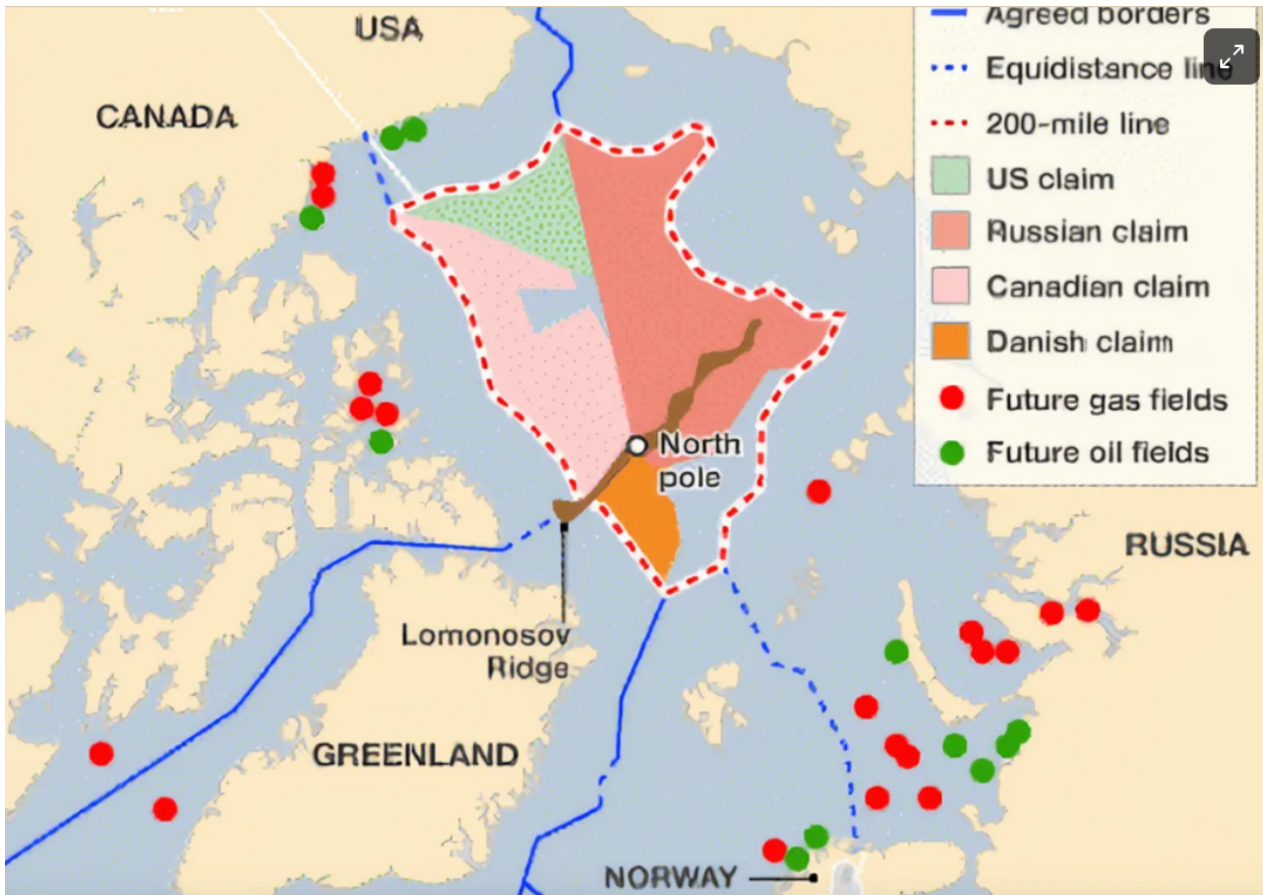 USA
CANADA
Agreed borders
Equidistance line
200-mile line
US claim
Russian claim
Canadian claim
Danish claim
Future gas fields
Future oil fields
North
pole
RUSSIA
Lomonosov
Ridge
GREENLAND
NORWAY